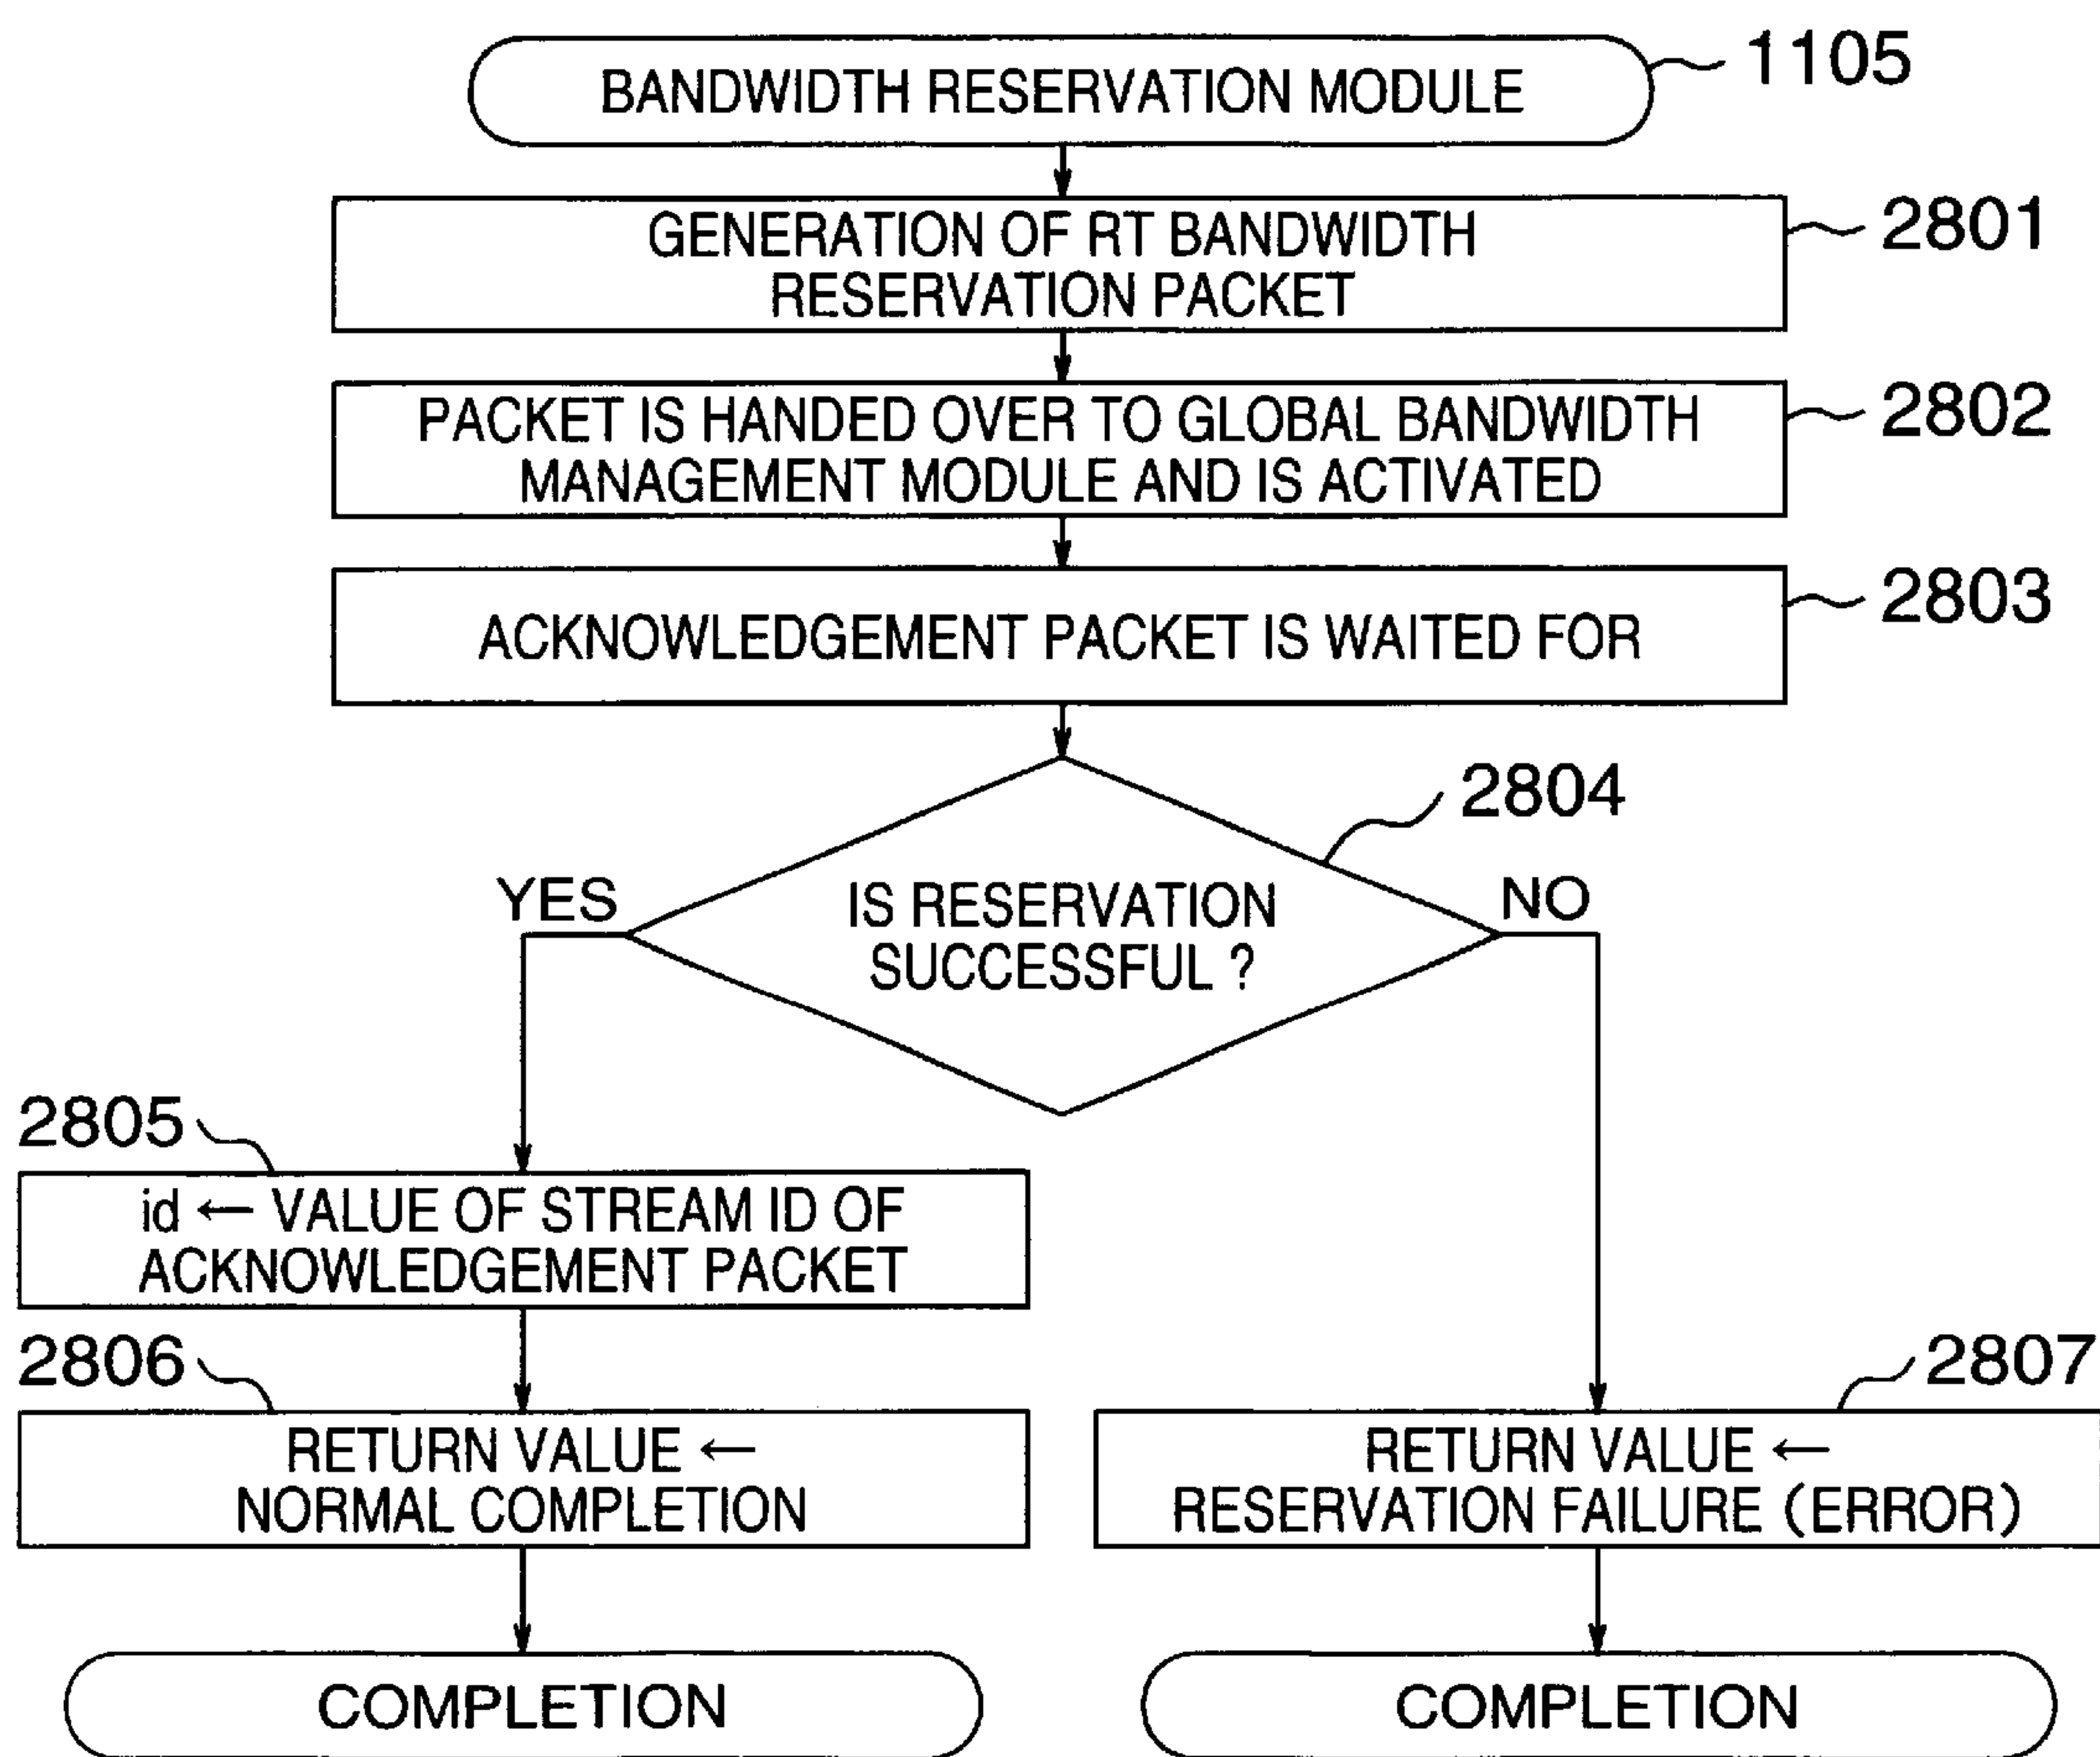 BANDWIDTH RESERVATION MODULE
1105
GENERATION OF RT BANDWIDTH
RESERVATION PACKET
2801
PACKET IS HANDED OVER TO GLOBAL BANDWIDTH
MANAGEMENT MODULE AND IS ACTIVATED
2802
ACKNOWLEDGEMENT PACKET IS WAITED FOR
2803
IS RESERVATION
SUCCESSFUL ?
2804
YES
NO
2805
id ← VALUE OF STREAM ID OF
ACKNOWLEDGEMENT PACKET
2806
RETURN VALUE ←
NORMAL COMPLETION
2807
RETURN VALUE ←
RESERVATION FAILURE (ERROR)
COMPLETION
COMPLETION